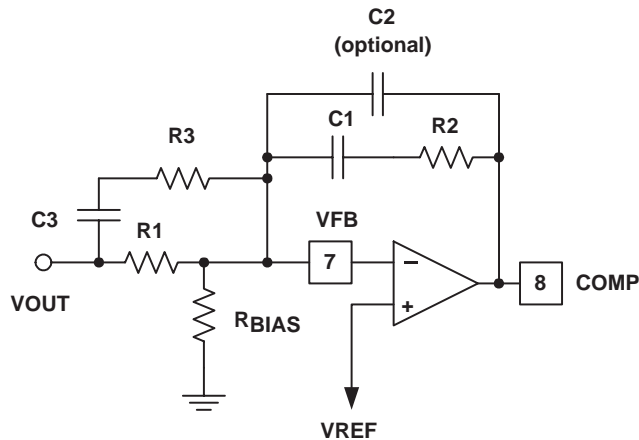 C2
(optional)
C1
R2
R3
C3
R1
VFB
7
−
+
8
COMP
VOUT
RBIAS
VREF